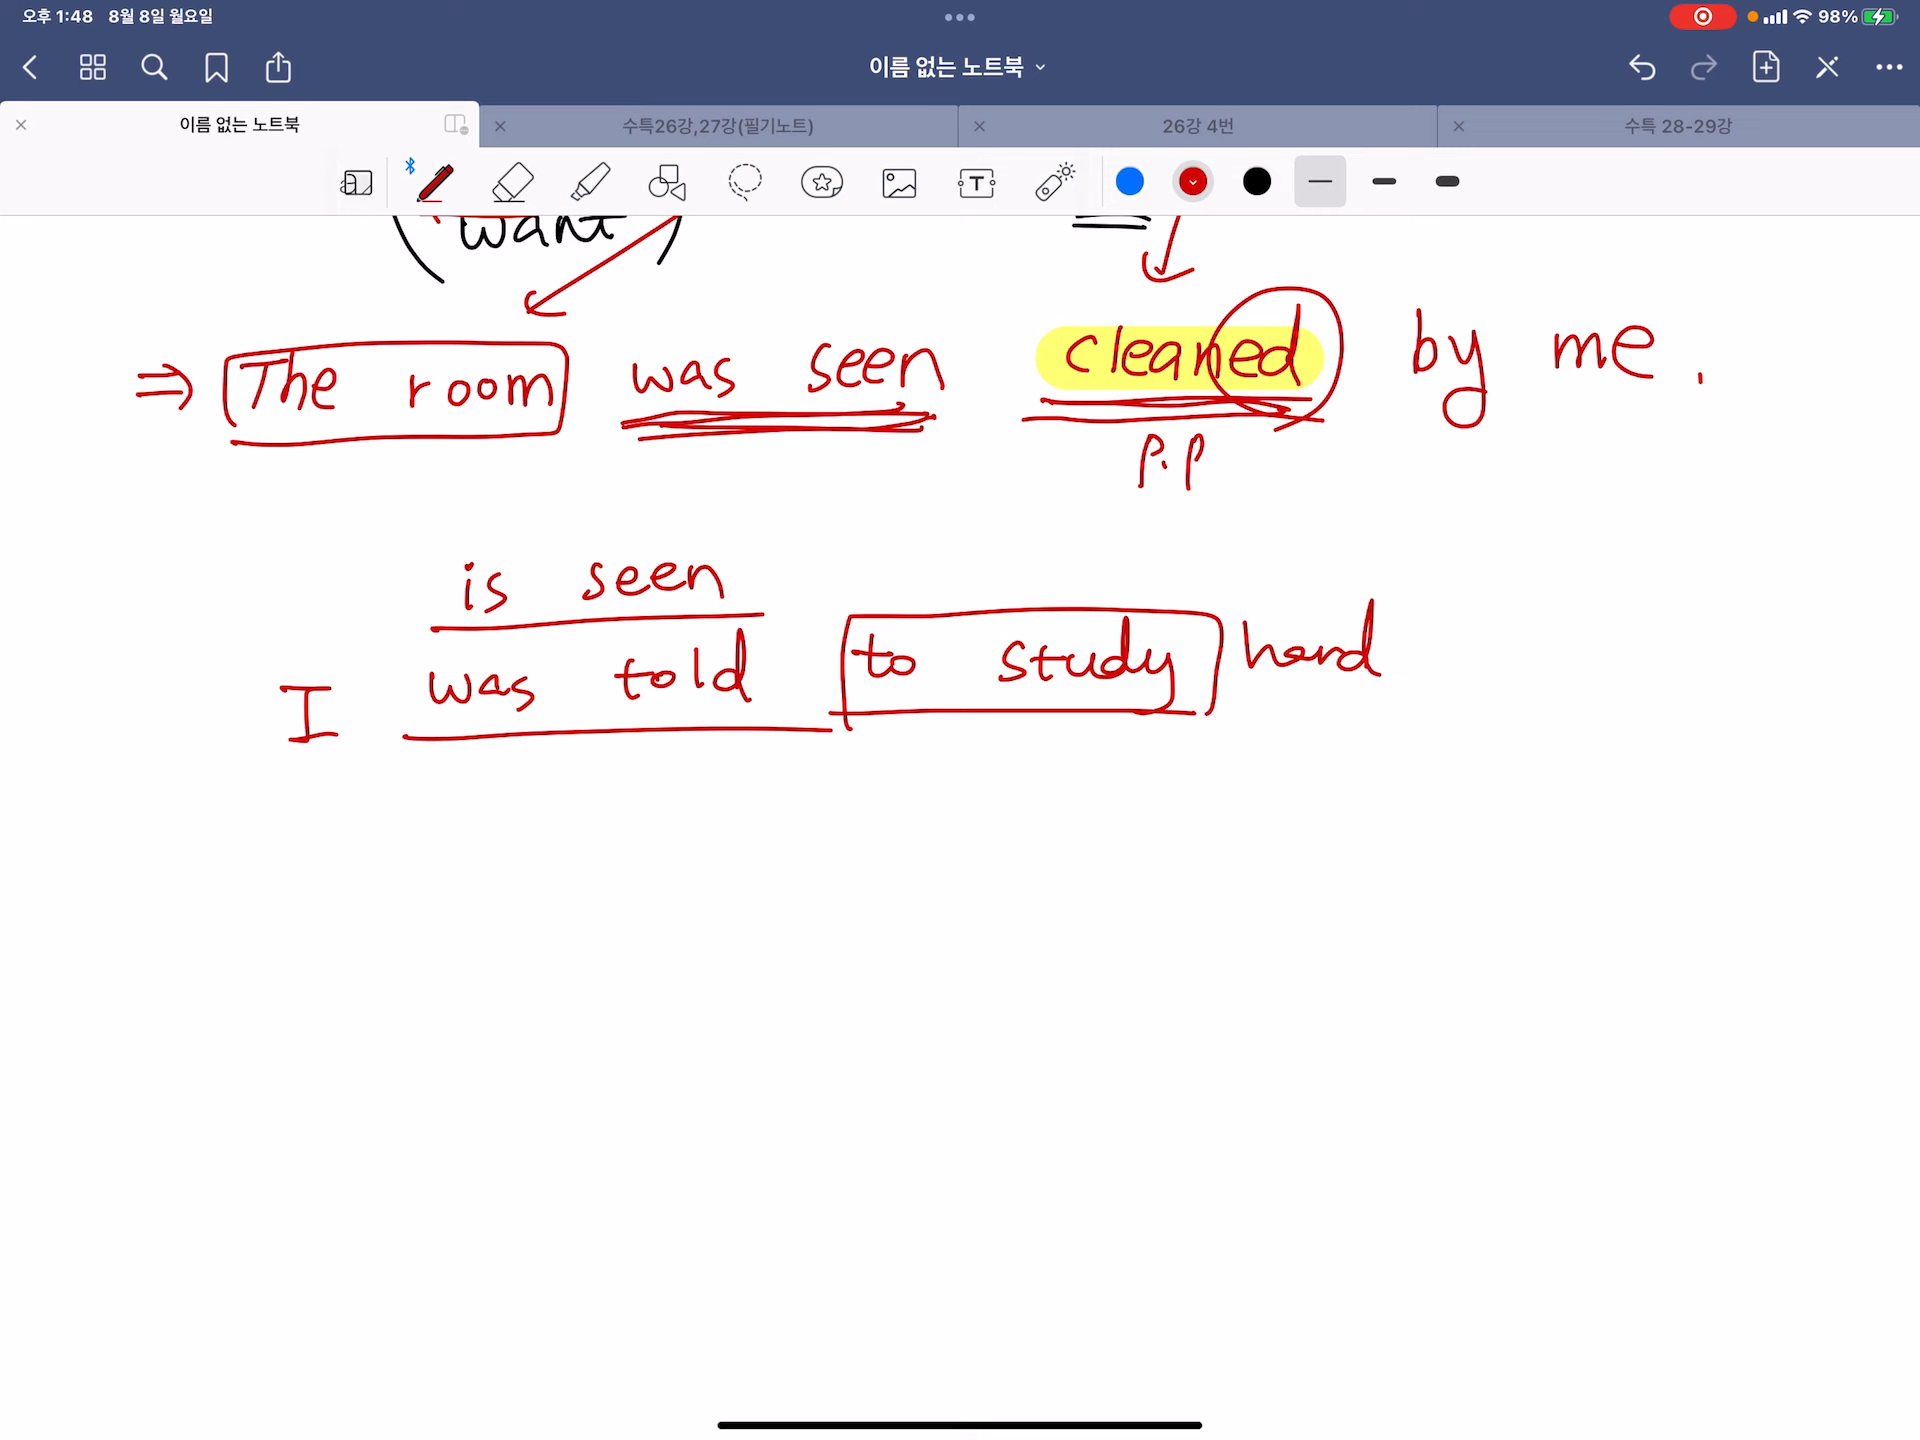 오후 1:48 8월 8일 월요일 98%
이름 없는 노트북
이름 없는 노트북 수특26강,27강(필기노트) 26강 4번 수특 28-29강
want
⇒ The room was seen cleaned by me.
p.p
is seen
I was told to study hard